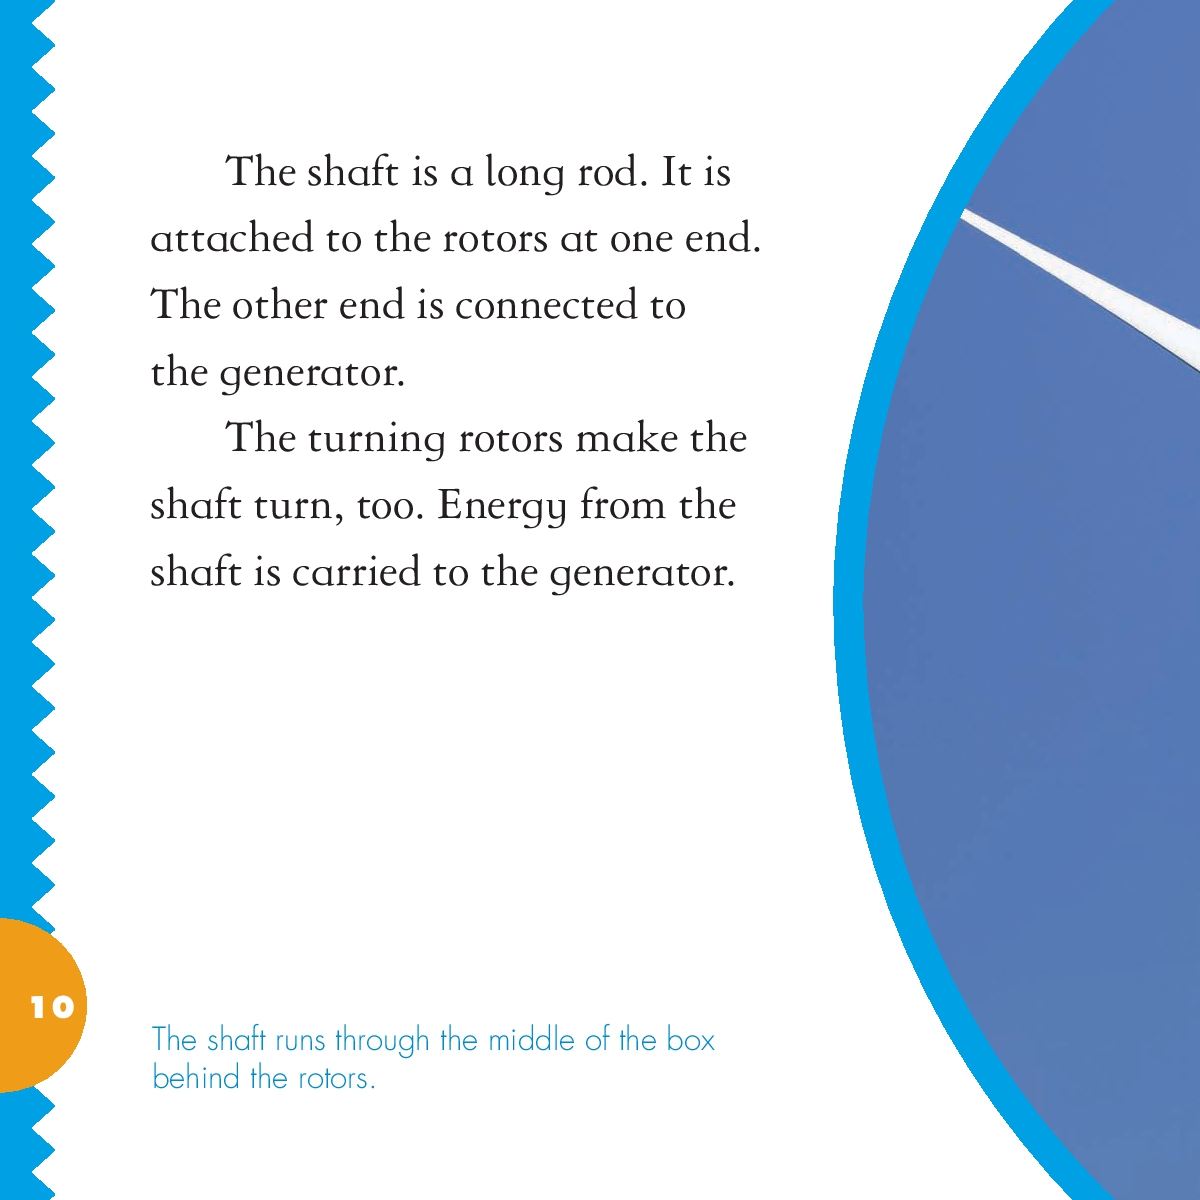 The shaft is a long rod. It is
attached to the rotors at one end.
The other end is connected to
the generator.
The turning rotors make the
shaft turn, too. Energy from the
shaft is carried to the generator.
10
The shaft runs through the middle of the box
behind the rotors.